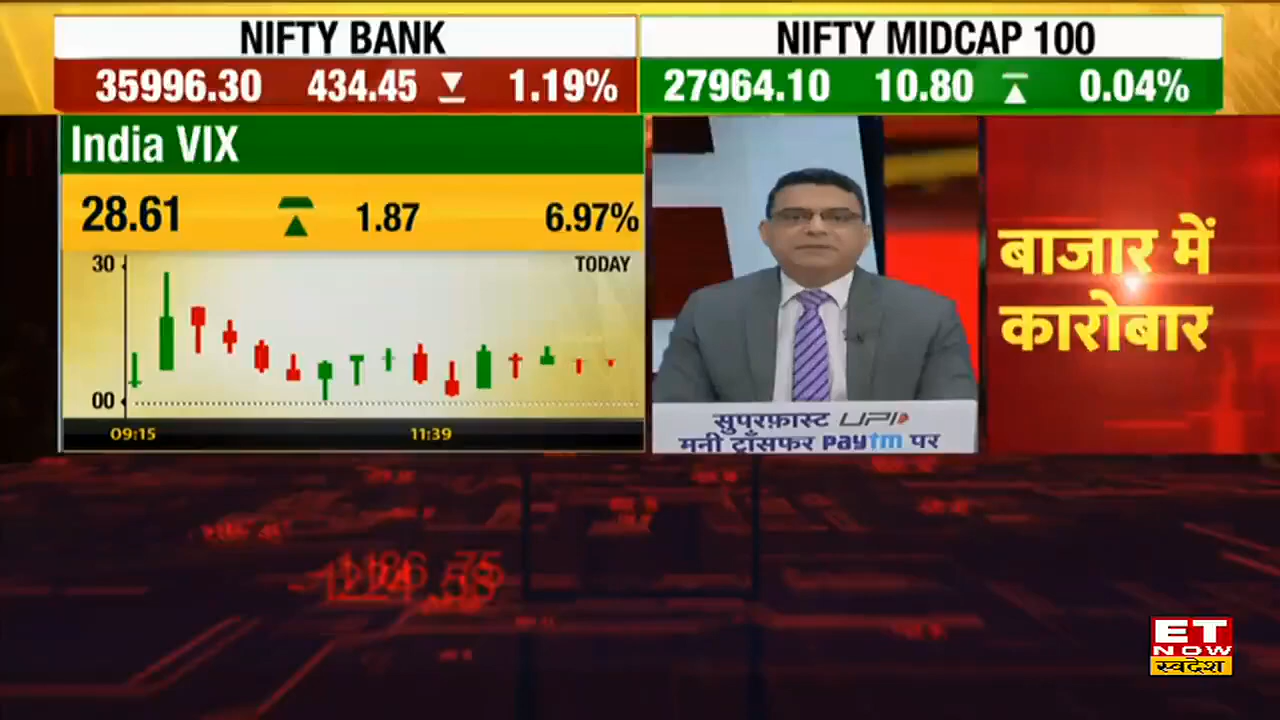 NIFTY BANK
35996.30 434.45 1.19%
NIFTY MIDCAP 100
27964.10 10.80 0.04%
India VIX
28.61 1.87 6.97%
30 TODAY
00
09:15 11:39
बाजार में
कारोबार
सुपरफ़ास्ट UPI
मनी ट्राँसफर paytm पर
ET
NOW
स्वदेश